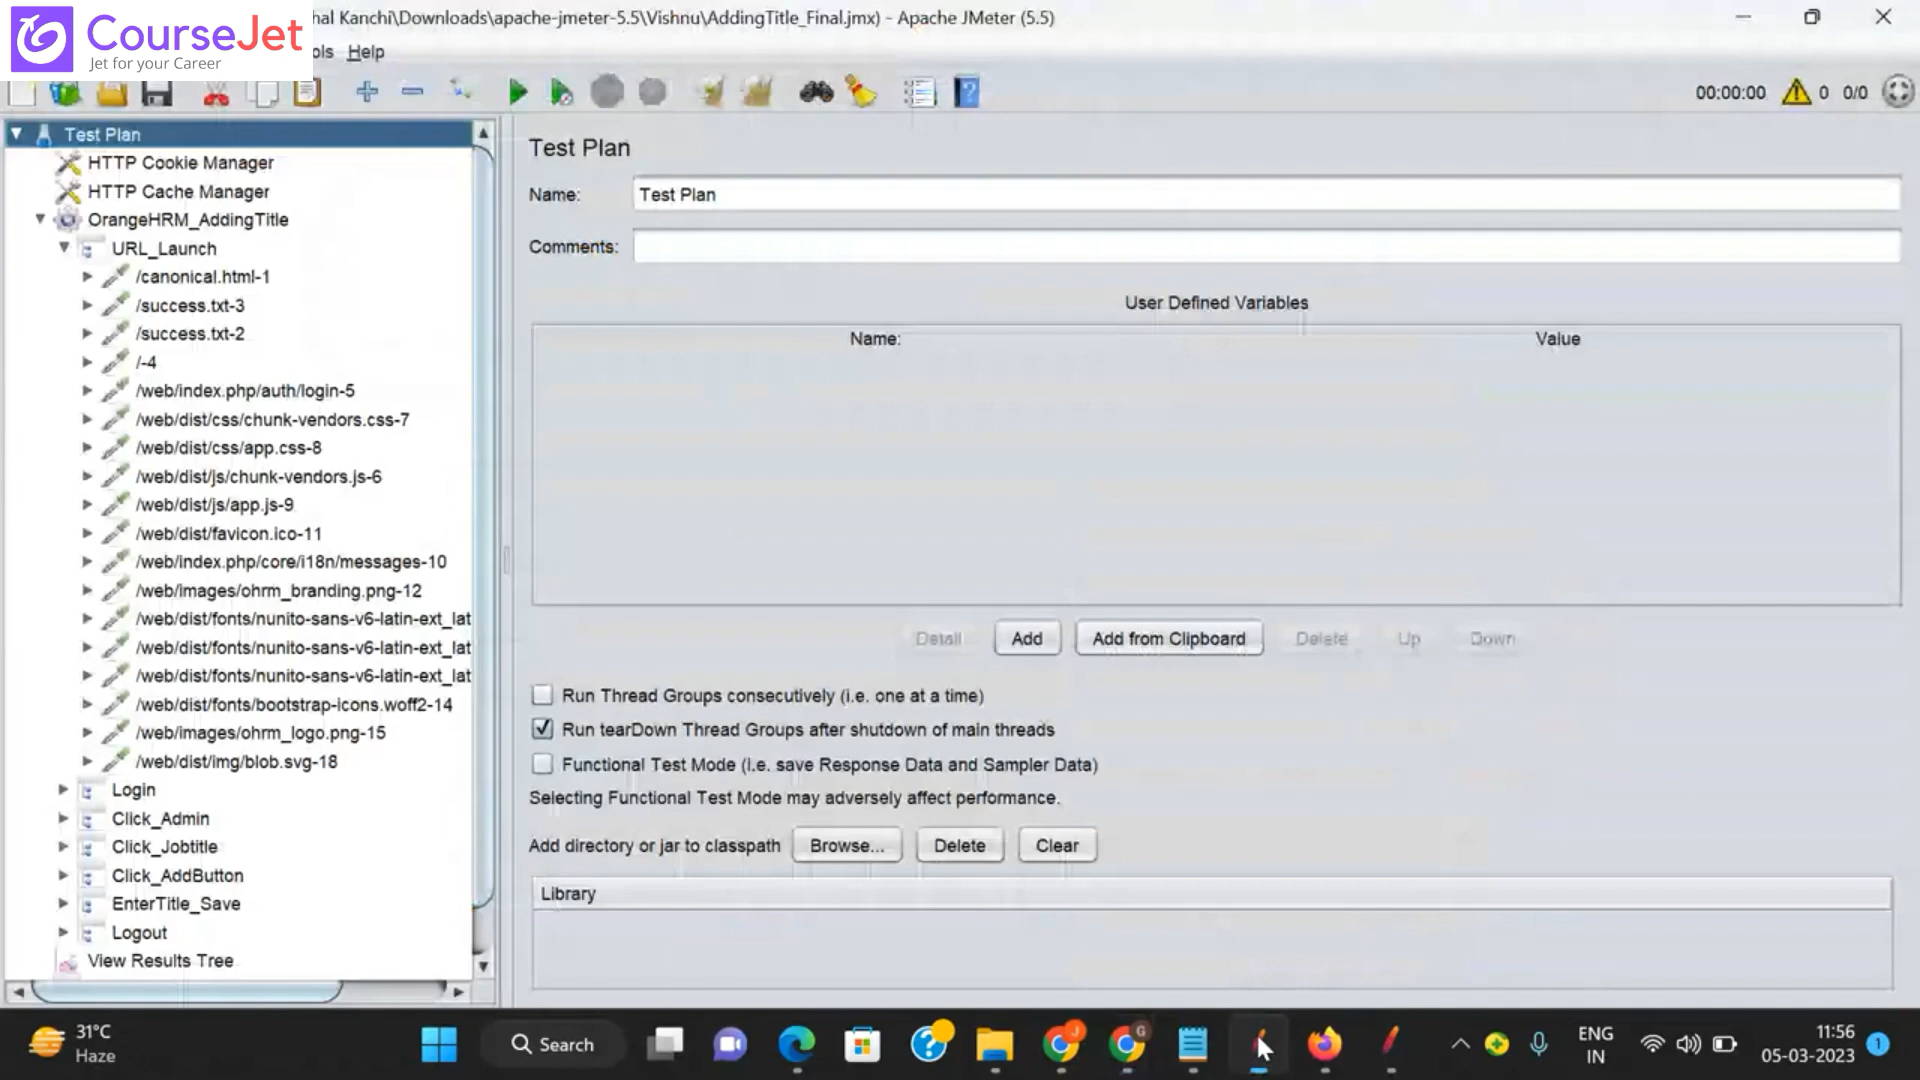 CourseJet
Jet for your Career
hal Kanchi\Downloads\apache-jmeter-5.5\Vishnu\AddingTitle_Final.jmx) - Apache JMeter (5.5)
ols Help
00:00:00 0 0/0
Test Plan
HTTP Cookie Manager
HTTP Cache Manager
OrangeHRM_AddingTitle
URL_Launch
/canonical.html-1
/success.txt-3
/success.txt-2
/-4
/web/index.php/auth/login-5
/web/dist/css/chunk-vendors.css-7
/web/dist/css/app.css-8
/web/dist/js/chunk-vendors.js-6
/web/dist/js/app.js-9
/web/dist/favicon.ico-11
/web/index.php/core/i18n/messages-10
/web/images/ohrm_branding.png-12
/web/dist/fonts/nunito-sans-v6-latin-ext_lat
/web/dist/fonts/nunito-sans-v6-latin-ext_lat
/web/dist/fonts/nunito-sans-v6-latin-ext_lat
/web/dist/fonts/bootstrap-icons.woff2-14
/web/images/ohrm_logo.png-15
/web/dist/img/blob.svg-18
Login
Click_Admin
Click_Jobtitle
Click_AddButton
EnterTitle_Save
Logout
View Results Tree
Test Plan
Name: Test Plan
Comments:
User Defined Variables
Name: Value
Detail Add Add from Clipboard Delete Up Down
Run Thread Groups consecutively (i.e. one at a time)
Run tearDown Thread Groups after shutdown of main threads
Functional Test Mode (i.e. save Response Data and Sampler Data)
Selecting Functional Test Mode may adversely affect performance.
Add directory or jar to classpath Browse... Delete Clear
Library
31°C
Haze
Search
J
G
ENG
IN
11:56
05-03-2023
1